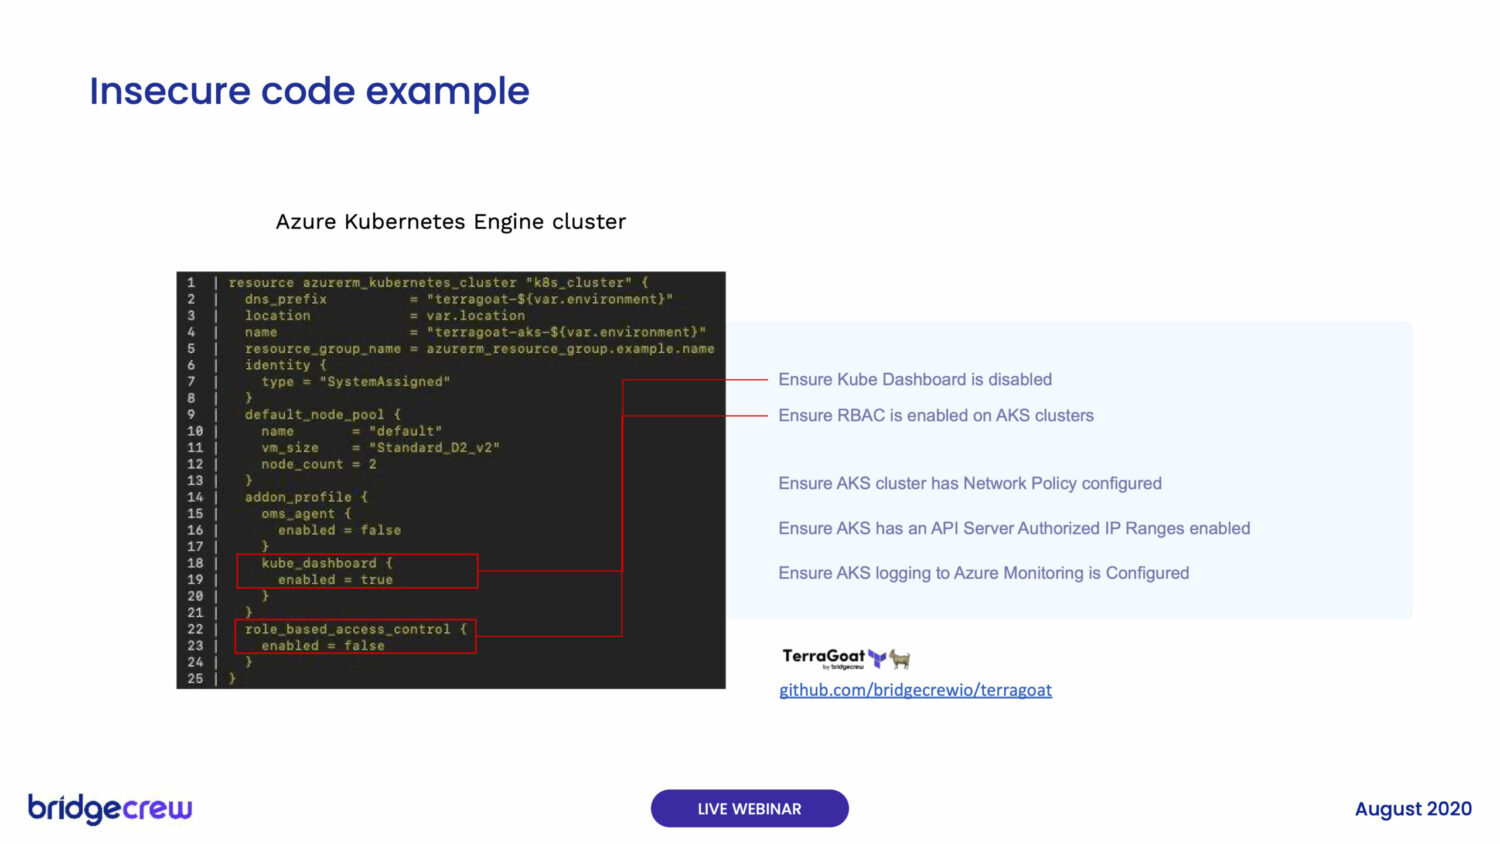 Insecure code example
Azure Kubernetes Engine cluster
1 | resource azurerm_kubernetes_cluster "k8s_cluster" {
2 | dns_prefix = "terragoat-${var.environment}"
3 | location = var.location
4 | name = "terragoat-aks-${var.environment}"
5 | resource_group_name = azurerm_resource_group.example.name
6 | identity {
7 | type = "SystemAssigned"
8 | }
9 | default_node_pool {
10 | name = "default"
11 | vm_size = "Standard_D2_v2"
12 | node_count = 2
13 | }
14 | addon_profile {
15 | oms_agent {
16 | enabled = false
17 | }
18 | kube_dashboard {
19 | enabled = true
20 | }
21 | }
22 | role_based_access_control {
23 | enabled = false
24 | }
25 | }
Ensure Kube Dashboard is disabled
Ensure RBAC is enabled on AKS clusters
Ensure AKS cluster has Network Policy configured
Ensure AKS has an API Server Authorized IP Ranges enabled
Ensure AKS logging to Azure Monitoring is Configured
TerraGoat
by bridgecrew
github.com/bridgecrewio/terragoat
bridgecrew
LIVE WEBINAR
August 2020